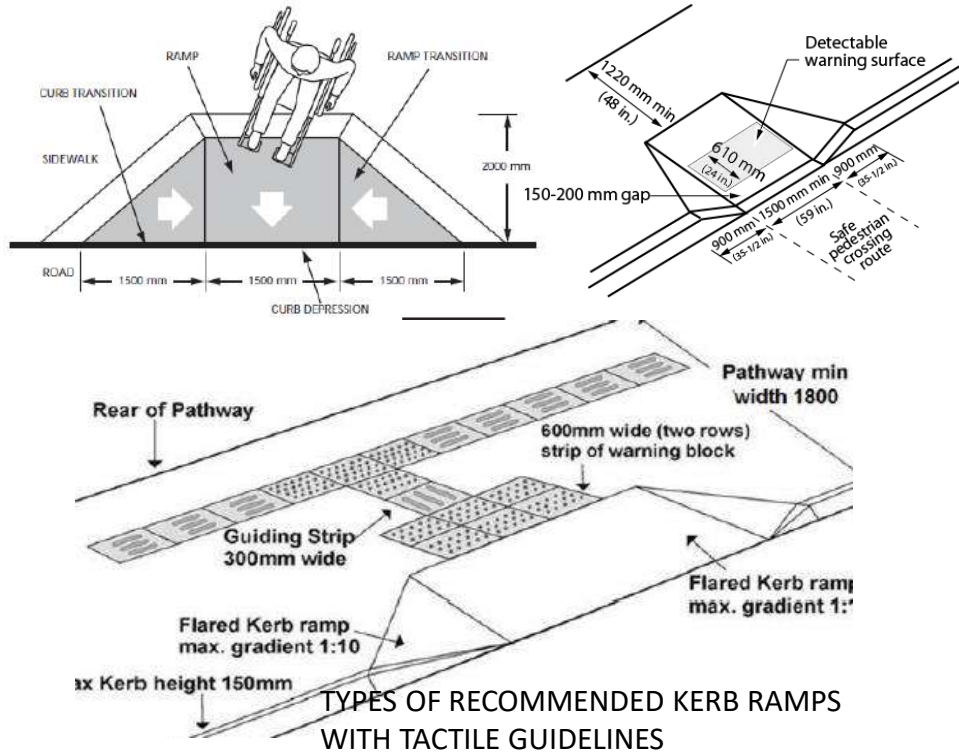 RAMP
RAMP TRANSITION
CURB TRANSITION
SIDEWALK
2000 mm
ROAD
1500 mm
1500 mm
1500 mm
CURB DEPRESSION
Detectable
warning surface
1220 mm min
(48 in.)
610 mm
(24 in.)
150-200 mm gap
900 mm
(35-1/2 in.)
1500 mm min
(59 in.)
900 mm
(35-1/2 in.)
Safe
pedestrian
crossing
route
Rear of Pathway
Pathway min
width 1800
600mm wide (two rows)
strip of warning block
Guiding Strip
300mm wide
Flared Kerb ramp
max. gradient 1:
Flared Kerb ramp
max. gradient 1:10
ax Kerb height 150mm
TYPES OF RECOMMENDED KERB RAMPS
WITH TACTILE GUIDELINES